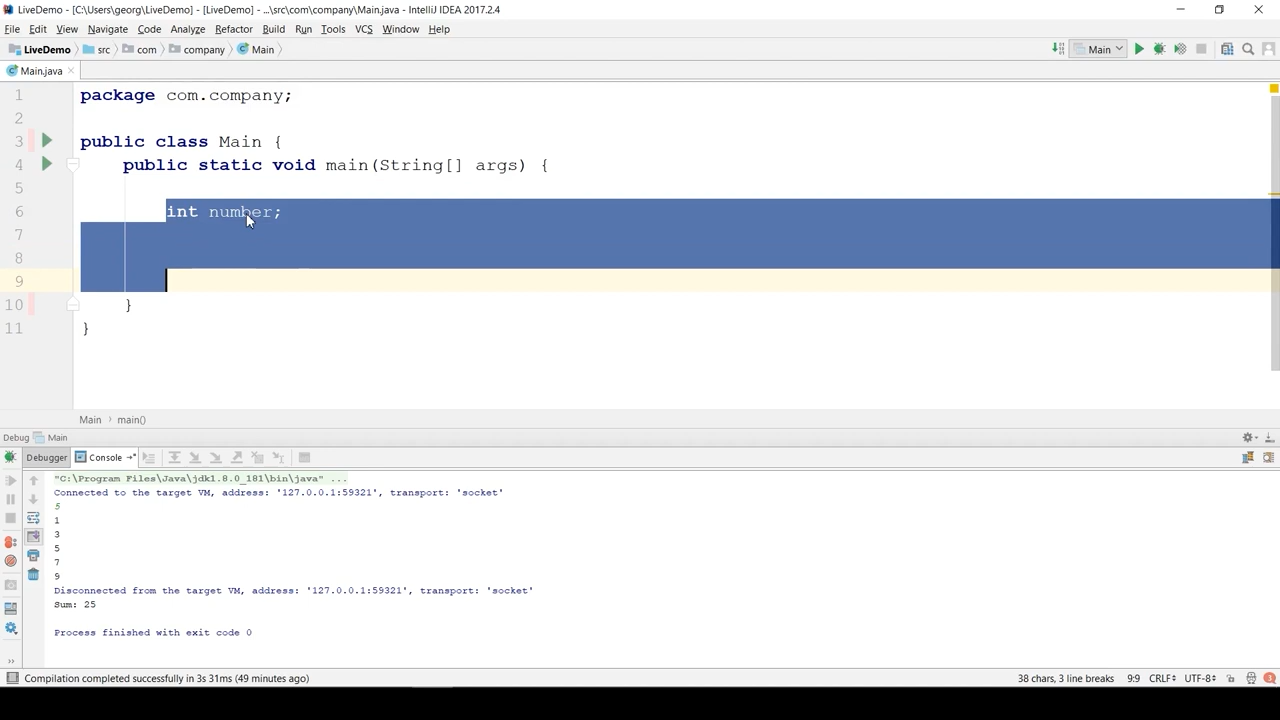 LiveDemo - [C:\Users\georg\LiveDemo] - [LiveDemo] - ...\src\com\company\Main.java - IntelliJ IDEA 2017.2.4
File Edit View Navigate Code Analyze Refactor Build Run Tools VCS Window Help
LiveDemo src com company Main Main
Main.java
1 package com.company;
2
3 public class Main {
4 public static void main(String[] args) {
5
6 int number;
7
8
9
10 }
11 }
Main › main()
Debug Main
Debugger Console
"C:\Program Files\Java\jdk1.8.0_181\bin\java" ...
Connected to the target VM, address: '127.0.0.1:59321', transport: 'socket'
5
1
3
5
7
9
Disconnected from the target VM, address: '127.0.0.1:59321', transport: 'socket'
Sum: 25
Process finished with exit code 0
Compilation completed successfully in 3s 31ms (49 minutes ago) 38 chars, 3 line breaks 9:9 CRLF UTF-8 3